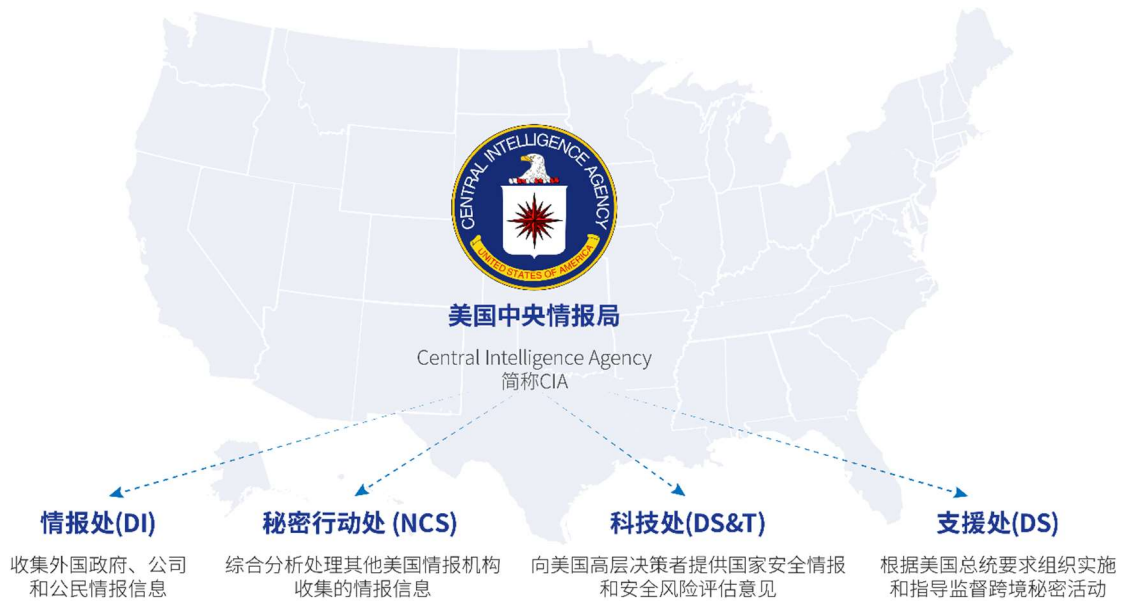 CENTRAL INTELLIGENCE AGENCY
UNITED STATES OF AMERICA
美国中央情报局
Central Intelligence Agency
简称CIA
情报处(DI)
收集外国政府、公司
和公民情报信息
秘密行动处 (NCS)
综合分析处理其他美国情报机构
收集的情报信息
科技处(DS&T)
向美国高层决策者提供国家安全情报
和安全风险评估意见
支援处(DS)
根据美国总统要求组织实施
和指导监督跨境秘密活动